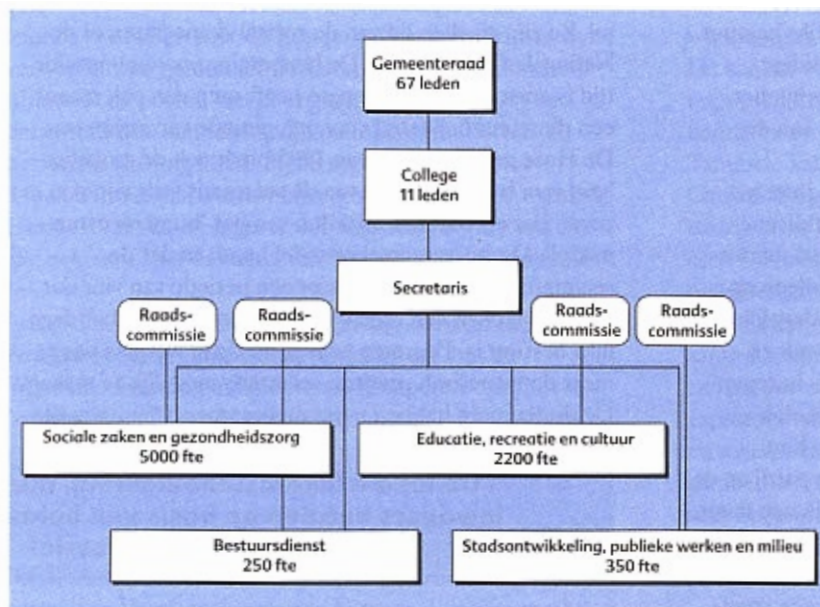 Gemeenteraad
67 leden
College
11 leden
Secretaris
Raads-
commissie
Raads-
commissie
Raads-
commissie
Raads-
commissie
Sociale zaken en gezondheidszorg
5000 fte
Educatie, recreatie en cultuur
2200 fte
Bestuursdienst
250 fte
Stadsontwikkeling, publieke werken en milieu
350 fte